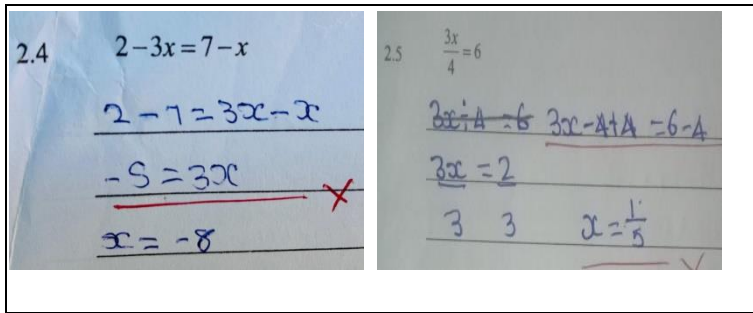 2.4 2 – 3x = 7 – x
2 – 7 = 3x – x
-5 = 3x
x = -8
2.5 3x/4 = 6
3x ÷ 4 = 6 3x-4+4 = 6-4
3x = 2
3 3 x = 1/5